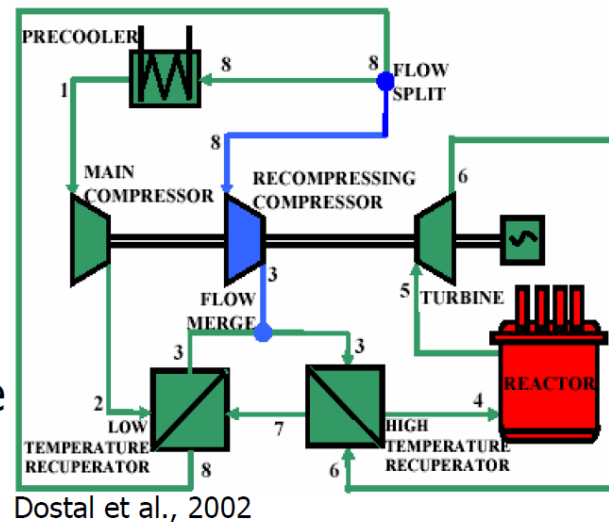 PRECOOLER
8
8
FLOW
SPLIT
1
8
6
MAIN
COMPRESSOR
RECOMPRESSING
COMPRESSOR
3
5
TURBINE
FLOW
MERGE
REACTOR
3
3
2
7
4
e
LOW
TEMPERATURE
RECUPERATOR
8
HIGH
TEMPERATURE
RECUPERATOR
6
Dostal et al., 2002